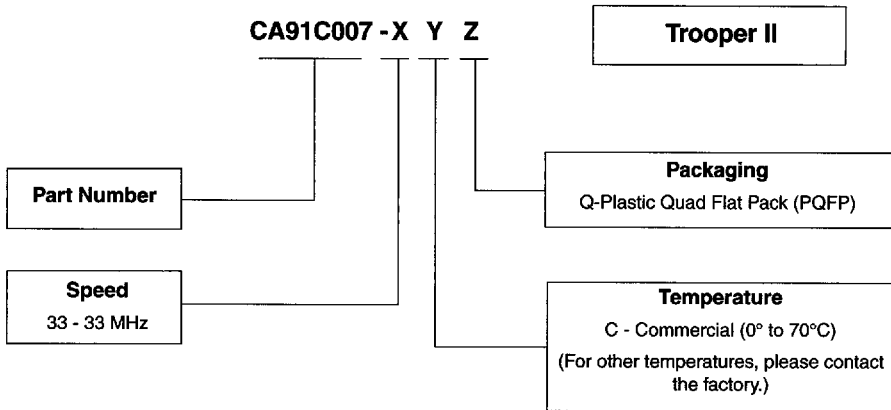 CA91C007 - X Y Z
Trooper II
Part Number
Speed
33 - 33 MHz
Packaging
Q-Plastic Quad Flat Pack (PQFP)
Temperature
C - Commercial (0° to 70°C)
(For other temperatures, please contact
the factory.)